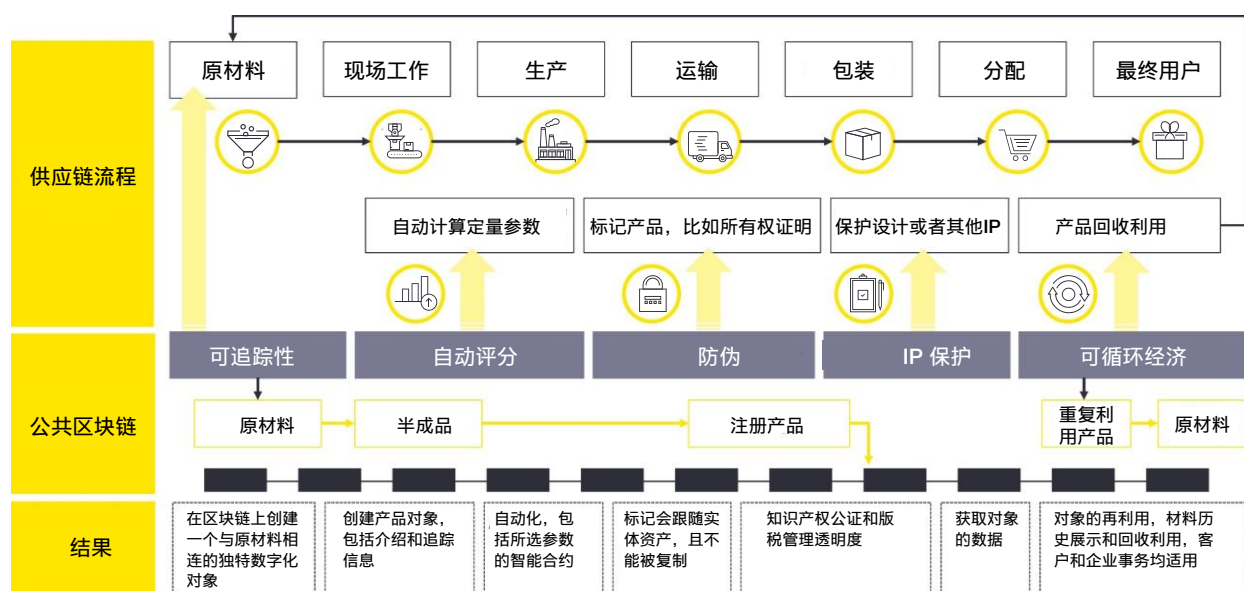 供应链流程
原材料
现场工作
生产
运输
包装
分配
最终用户
自动计算定量参数
标记产品，比如所有权证明
保护设计或者其他IP
产品回收利用
公共区块链
可追踪性
自动评分
防伪
IP 保护
可循环经济
原材料
半成品
注册产品
重复利
用产品
原材料
结果
在区块链上创建
一个与原材料相
连的独特数字化
对象
创建产品对象，
包括介绍和追踪
信息
自动化，包
括所选参数
的智能合约
标记会跟随实
体资产，且不
能被复制
知识产权公证和版
税管理透明度
获取对象
的数据
对象的再利用，材料历
史展示和回收利用，客
户和企业事务均适用